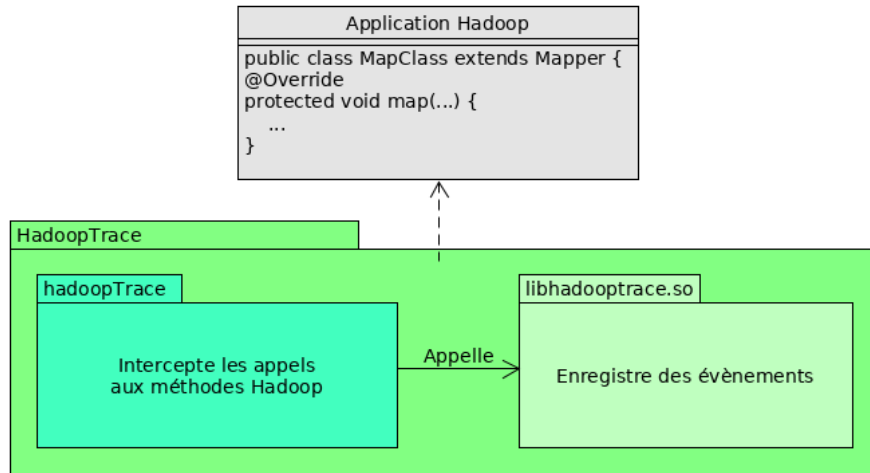 Application Hadoop
public class MapClass extends Mapper {
@Override
protected void map(...) {
...
}
HadoopTrace
hadoopTrace
libhadooptrace.so
Intercepte les appels
aux méthodes Hadoop
Appelle
Enregistre des évènements